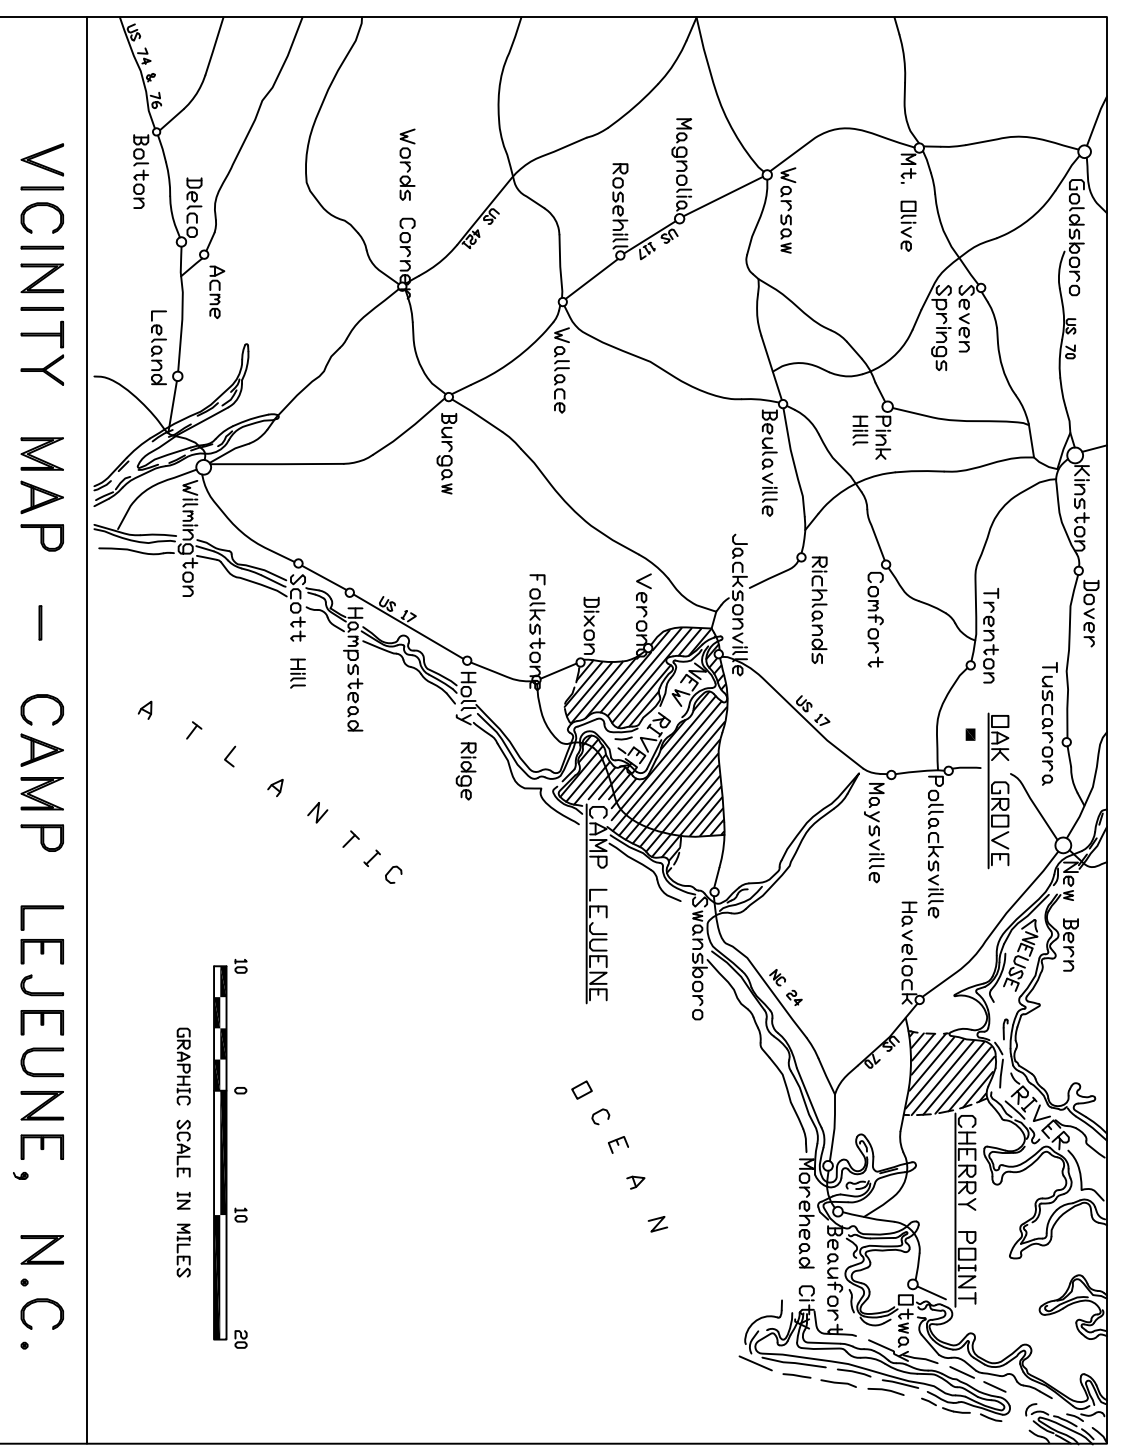 Goldsboro
US 70
Kinston
Dover
Tuscarora
New Bern
Mt. Olive
Seven
Springs
Pink
Hill
Trenton
OAK GROVE
Pollacksville
Maysville
Havelock
NEUSE
RIVER
CHERRY POINT
Warsaw
Magnolia
Rosehill
US 117
Beulaville
Richlands
Comfort
Jacksonville
US 17
Swansboro
NC 24
US 70
Morehead City
Beaufort
Otway
Words Corner
US 421
Wallace
Burgaw
Folkstone
Dixon
Verona
NEW RIVER
CAMP LEJUENE
US 74 & 76
Bolton
Delco
Acme
Leland
Wilmington
Scott Hill
Hampstead
US 17
Holly Ridge
ATLANTIC
OCEAN
10 0 10 20
GRAPHIC SCALE IN MILES
VICINITY MAP - CAMP LEJEUNE, N.C.